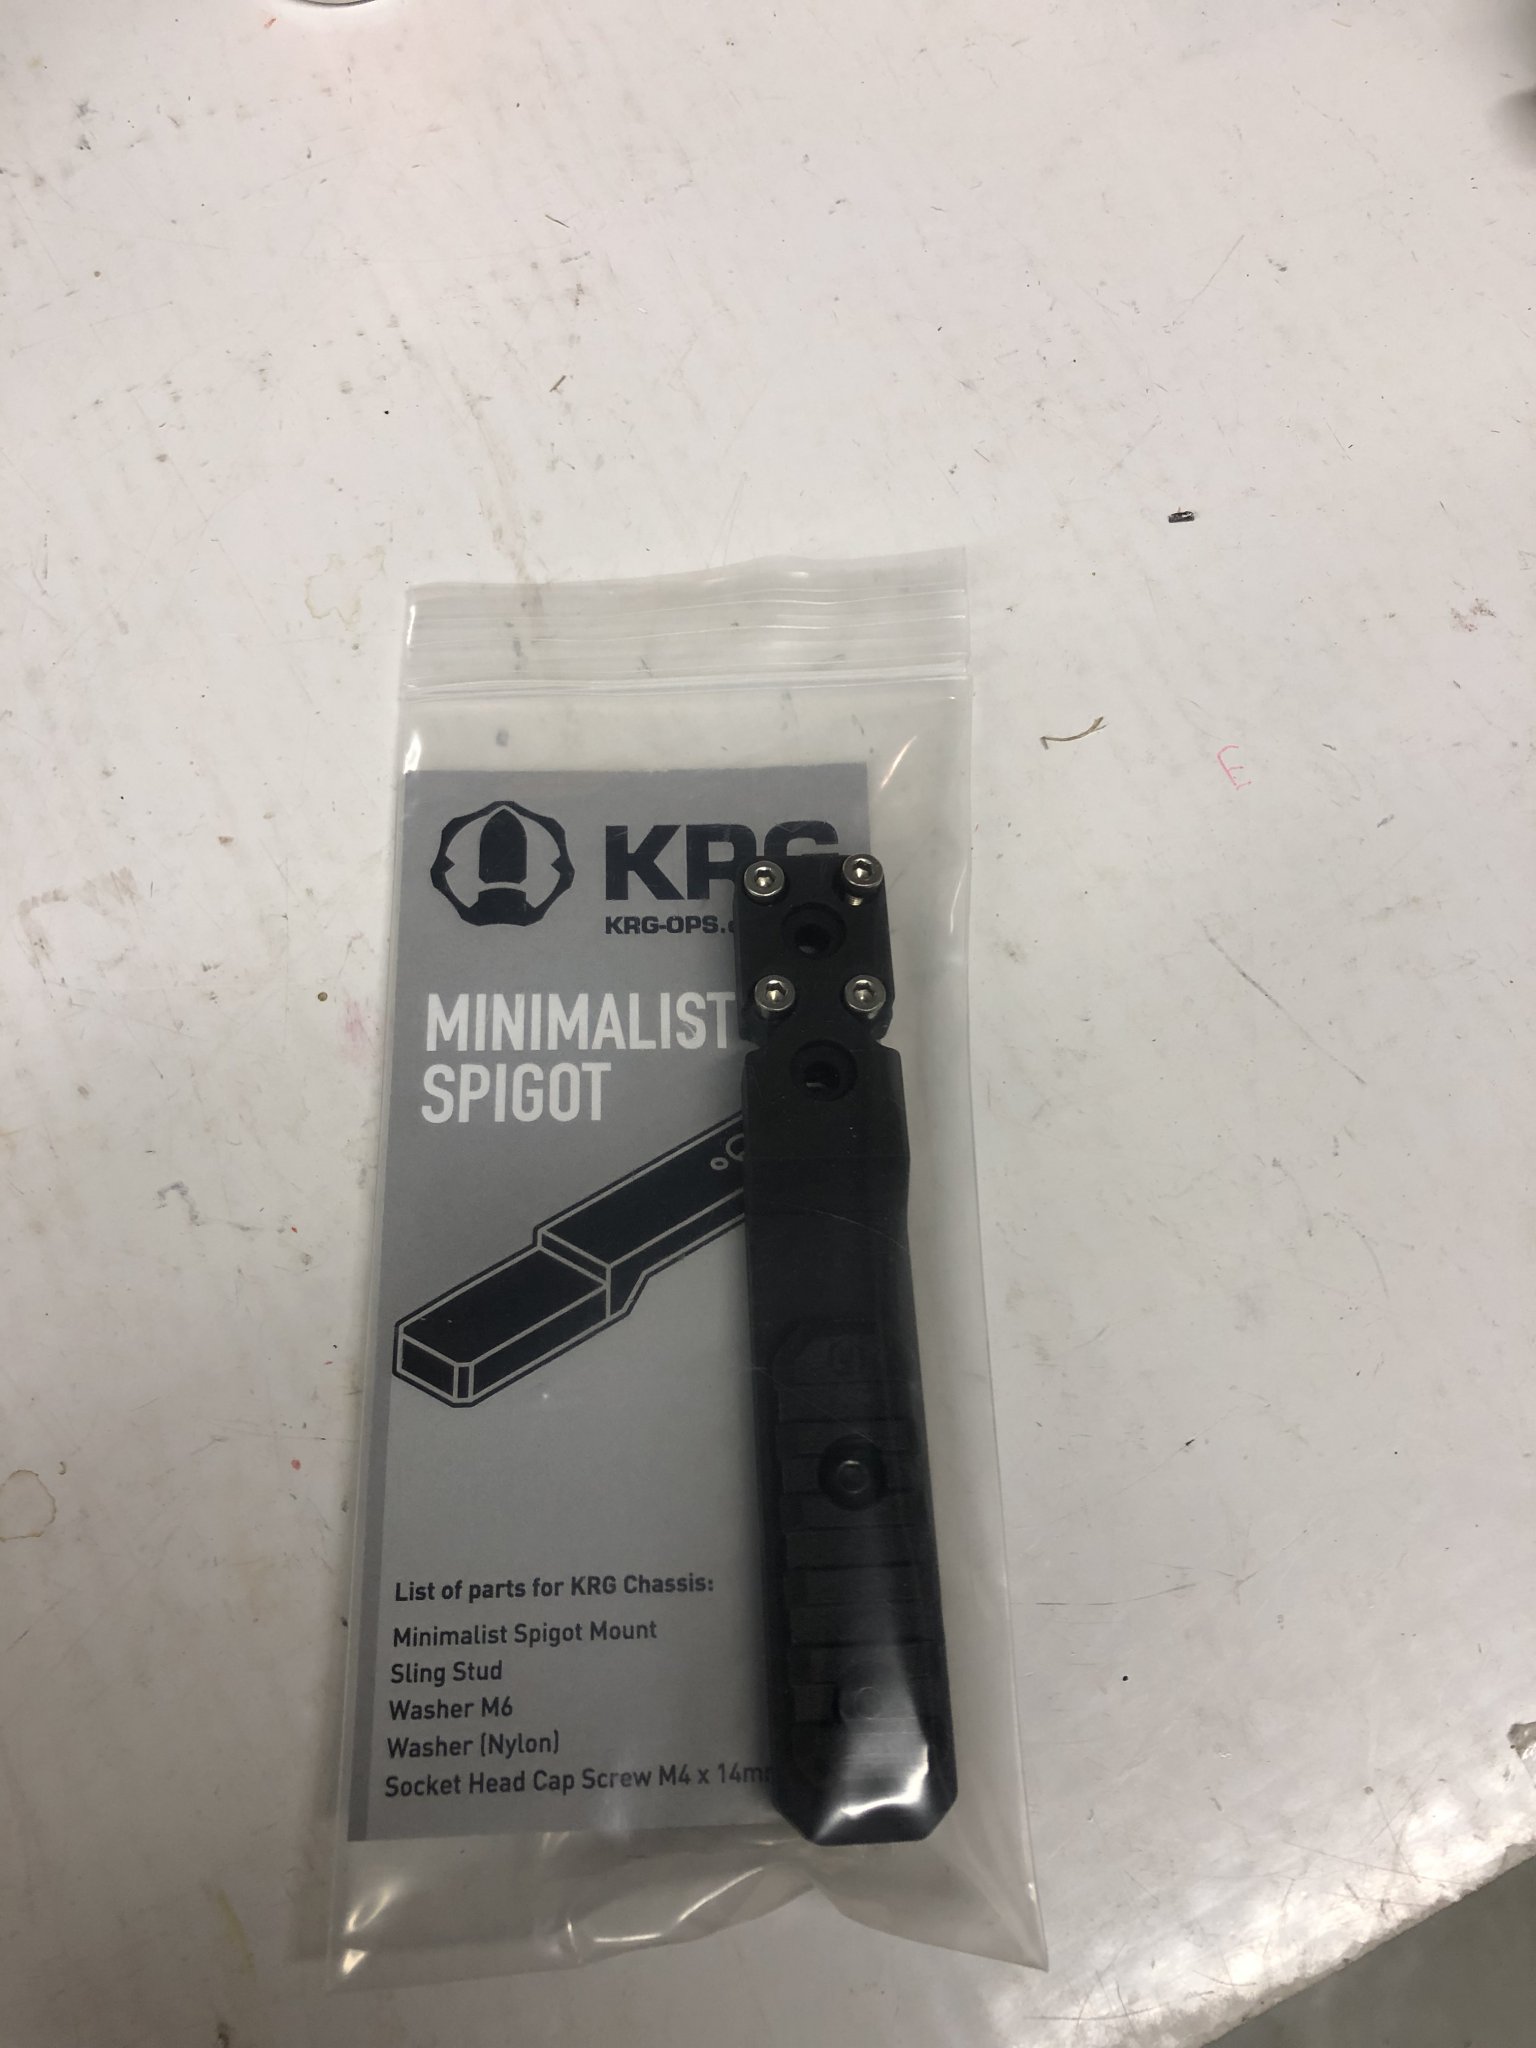 KRG
KRG-OPS.
MINIMALIST
SPIGOT
List of parts for KRG Chassis:
Minimalist Spigot Mount
Sling Stud
Washer M6
Washer (Nylon)
Socket Head Cap Screw M4 x 14mm